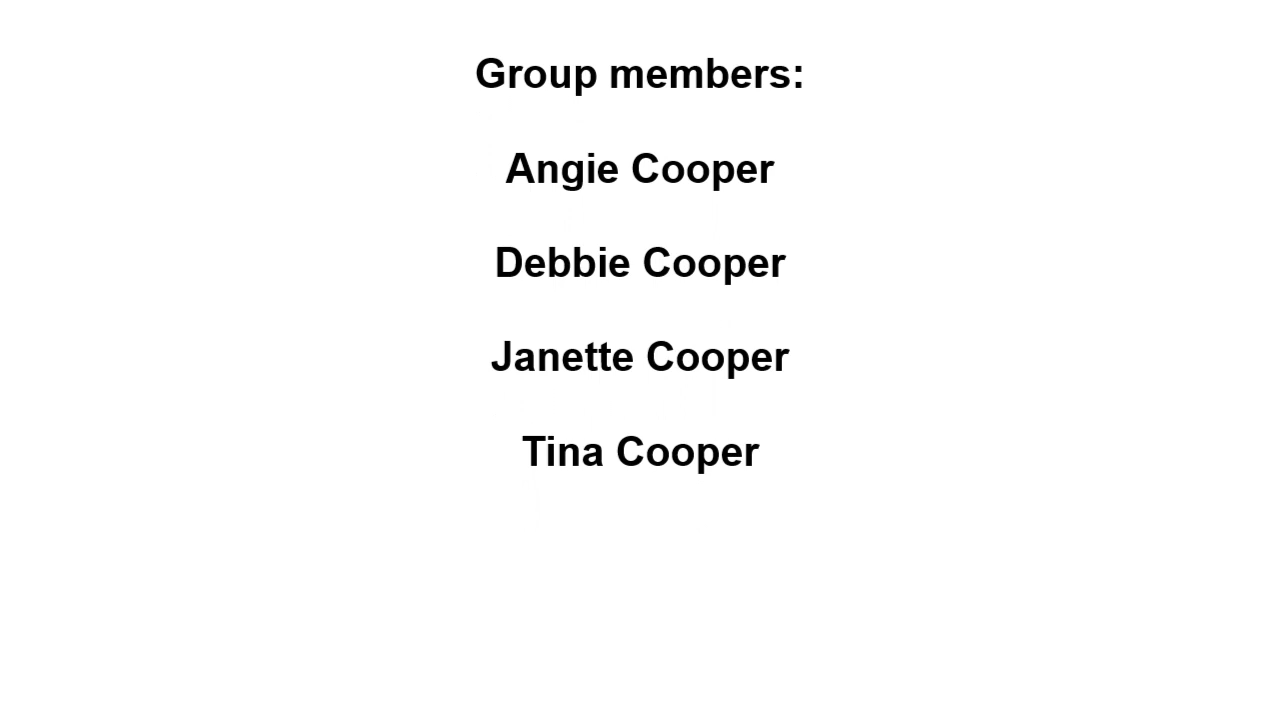 Group members:
Angie Cooper
Debbie Cooper
Janette Cooper
Tina Cooper